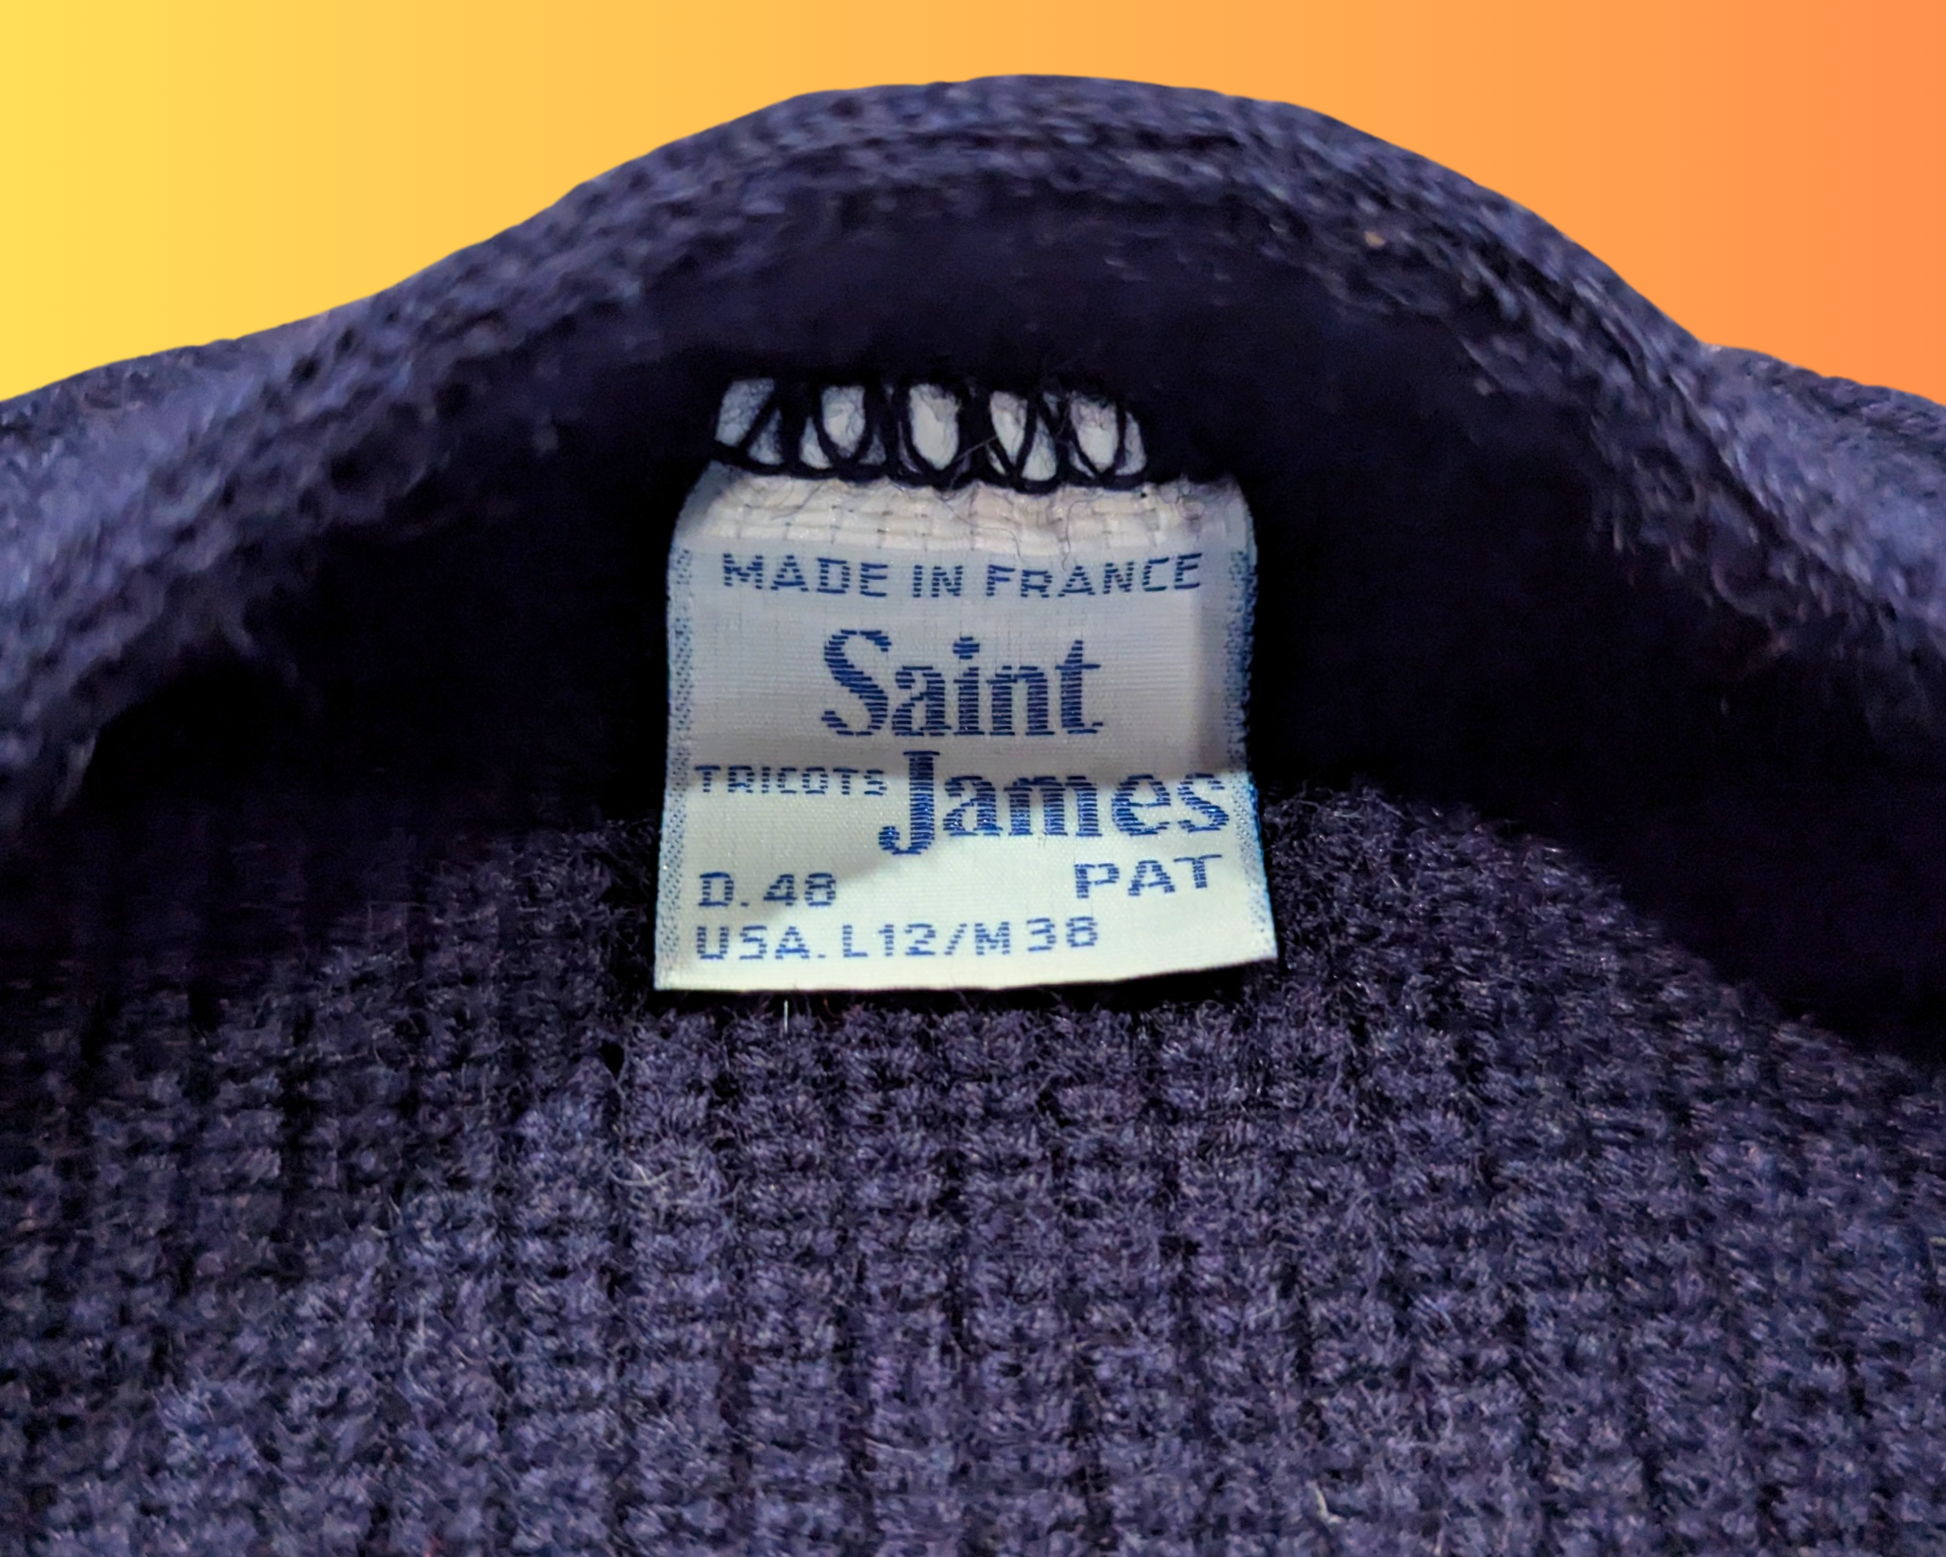 MADE IN FRANCE
Saint
TRICOTS James
D. 48 PAT
USA. L12/M38